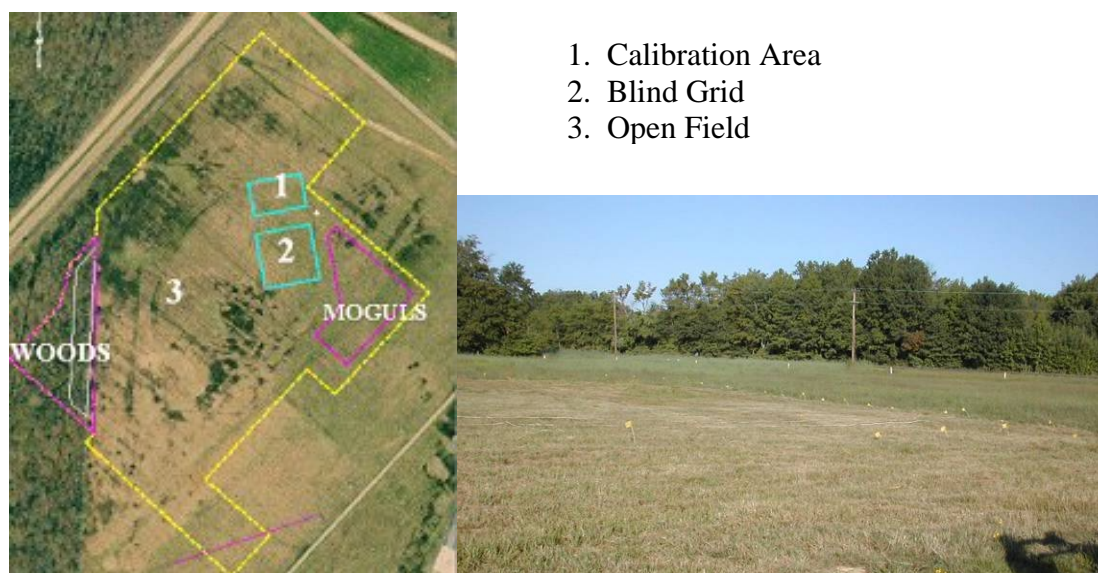 1. Calibration Area
2. Blind Grid
3. Open Field
1
2
3
MOGULS
WOODS